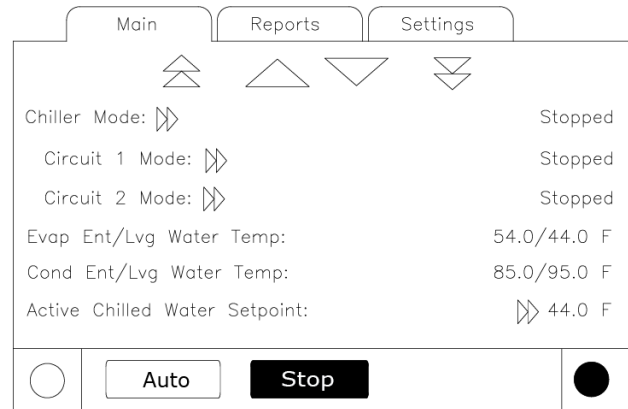 Main Reports Settings
Chiller Mode: Stopped
Circuit 1 Mode: Stopped
Circuit 2 Mode: Stopped
Evap Ent/Lvg Water Temp: 54.0/44.0 F
Cond Ent/Lvg Water Temp: 85.0/95.0 F
Active Chilled Water Setpoint: 44.0 F
Auto Stop